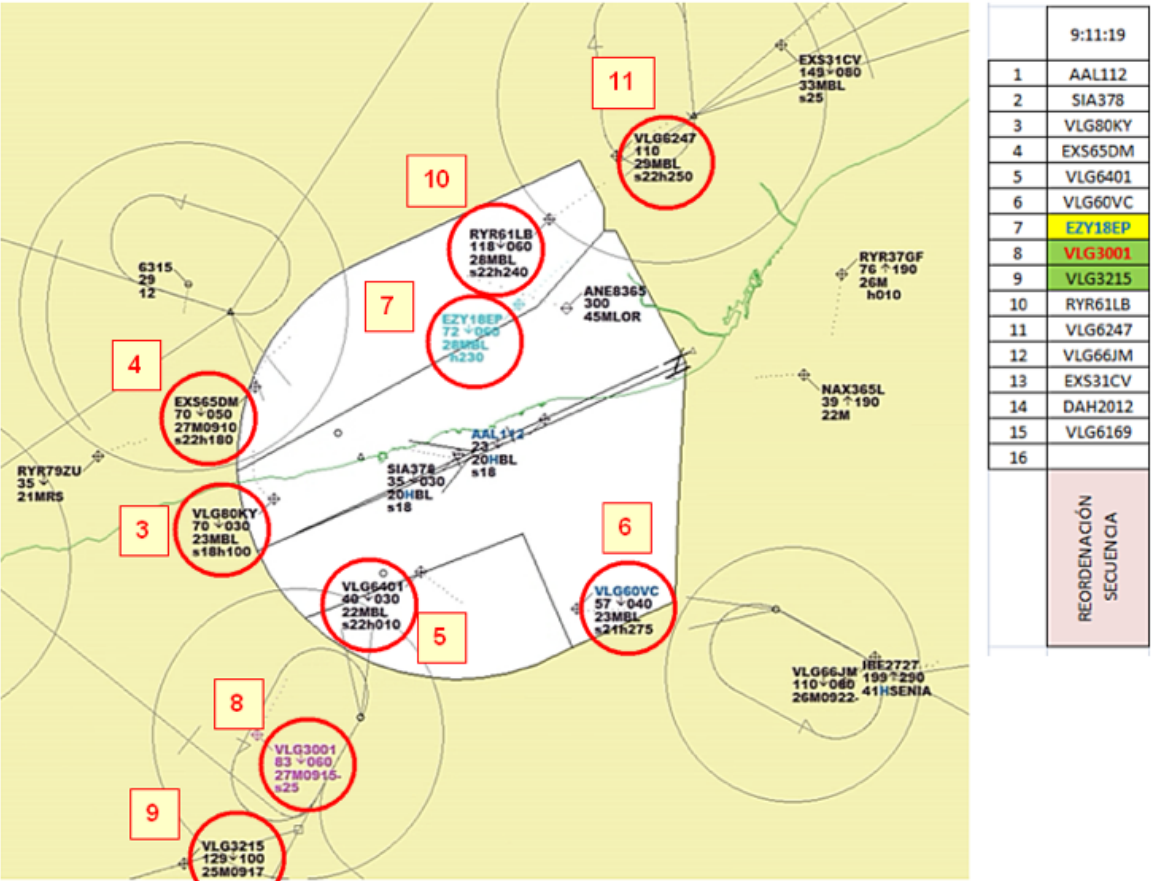 11
EXS31CV
149↓080
33MBL
s25
VLG6247
110
29MBL
s22h250
10
RYR61LB
118↓060
28MBL
s22h240
6315
29
12
RYR37GF
76↑190
26M
h010
ANE8365
300
45MLOR
7
EZY18EP
72↓060
28MBL
h230
4
EXS65DM
70↓050
27M0910
s22h180
NAX365L
39↑190
22M
AAL112
23
20HBL
s18
SIA378
35↓030
20HBL
s18
RYR79ZU
35↓
21MRS
3
VLG80KY
70↓030
23MBL
s18h100
6
VLG60VC
57↓040
23MBL
s21h275
VLG6401
40↓030
22MBL
s22h010
5
VLG66JM
110↓080
26M0922-
IBE2727
199↑290
41HSENIA
8
VLG3001
83↓060
27M0915-
s25
9
VLG3215
129↓100
25M0917
9:11:19
1 AAL112
2 SIA378
3 VLG80KY
4 EXS65DM
5 VLG6401
6 VLG60VC
7 EZY18EP
8 VLG3001
9 VLG3215
10 RYR61LB
11 VLG6247
12 VLG66JM
13 EXS31CV
14 DAH2012
15 VLG6169
16
REORDENACIÓN
SECUENCIA